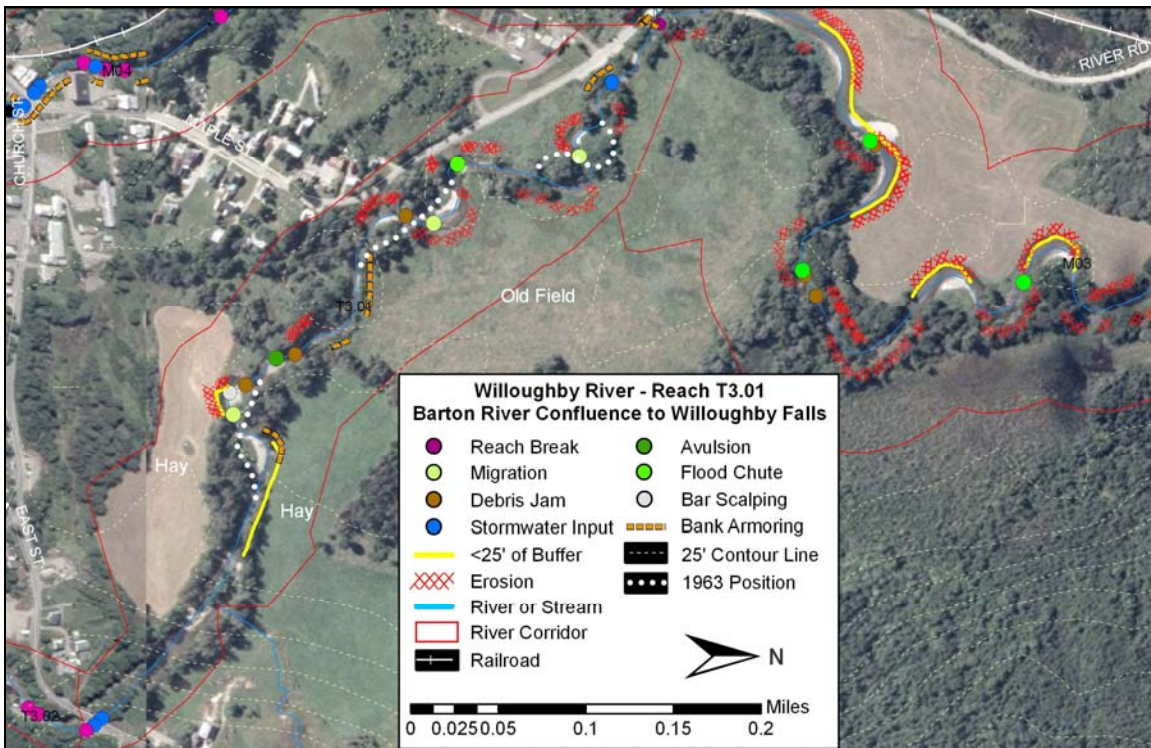 M04
RIVER RD
CHURCH ST
MAPLE ST
M03
T3.01
Old Field
Hay
Hay
EAST ST
T3.02
Willoughby River - Reach T3.01
Barton River Confluence to Willoughby Falls
Reach Break
Migration
Debris Jam
Stormwater Input
<25' of Buffer
Erosion
River or Stream
River Corridor
Railroad
Avulsion
Flood Chute
Bar Scalping
Bank Armoring
25' Contour Line
1963 Position
N
Miles
0 0.025 0.05 0.1 0.2